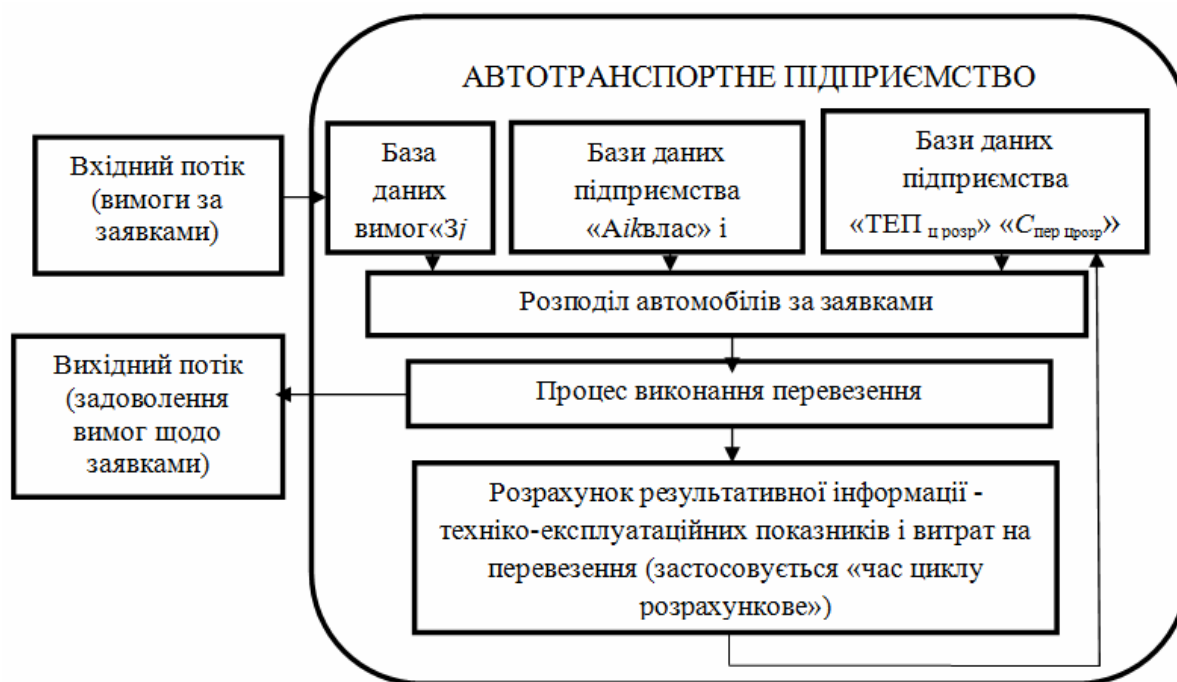 АВТОТРАНСПОРТНЕ ПІДПРИЄМСТВО
Вхідний потік
(вимоги за
заявками)
База
даних
вимог«Зj
Бази даних
підприємства
«Аikвлас» і
Бази даних
підприємства
«ТЕП ц розр» «Cпер црозр»
Розподіл автомобілів за заявками
Вихідний потік
(задоволення
вимог щодо
заявками)
Процес виконання перевезення
Розрахунок результативної інформації -
техніко-експлуатаційних показників і витрат на
перевезення (застосовується «час циклу
розрахункове»)